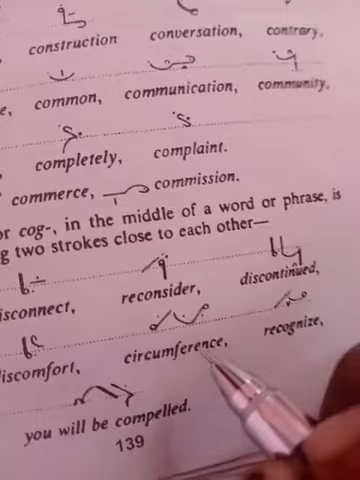 construction conversation, contrary,
common, communication, community,
completely, complaint.
commerce, commission.
or cog-, in the middle of a word or phrase, is
g two strokes close to each other—
isconnect, reconsider, discontinued,
iscomfort, circumference, recognize,
you will be compelled.
139